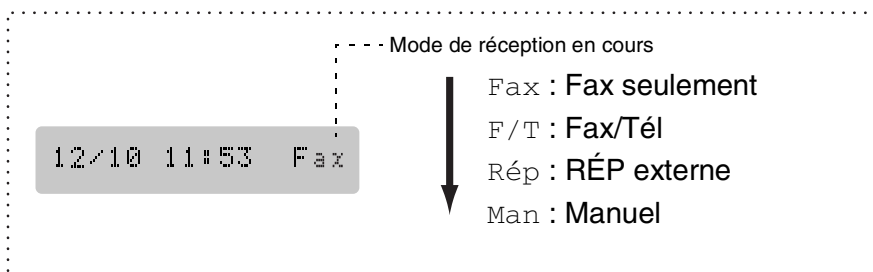 Mode de réception en cours
Fax : Fax seulement
F/T : Fax/Tél
12/10 11:53 Fax
Rép : RÉP externe
Man : Manuel